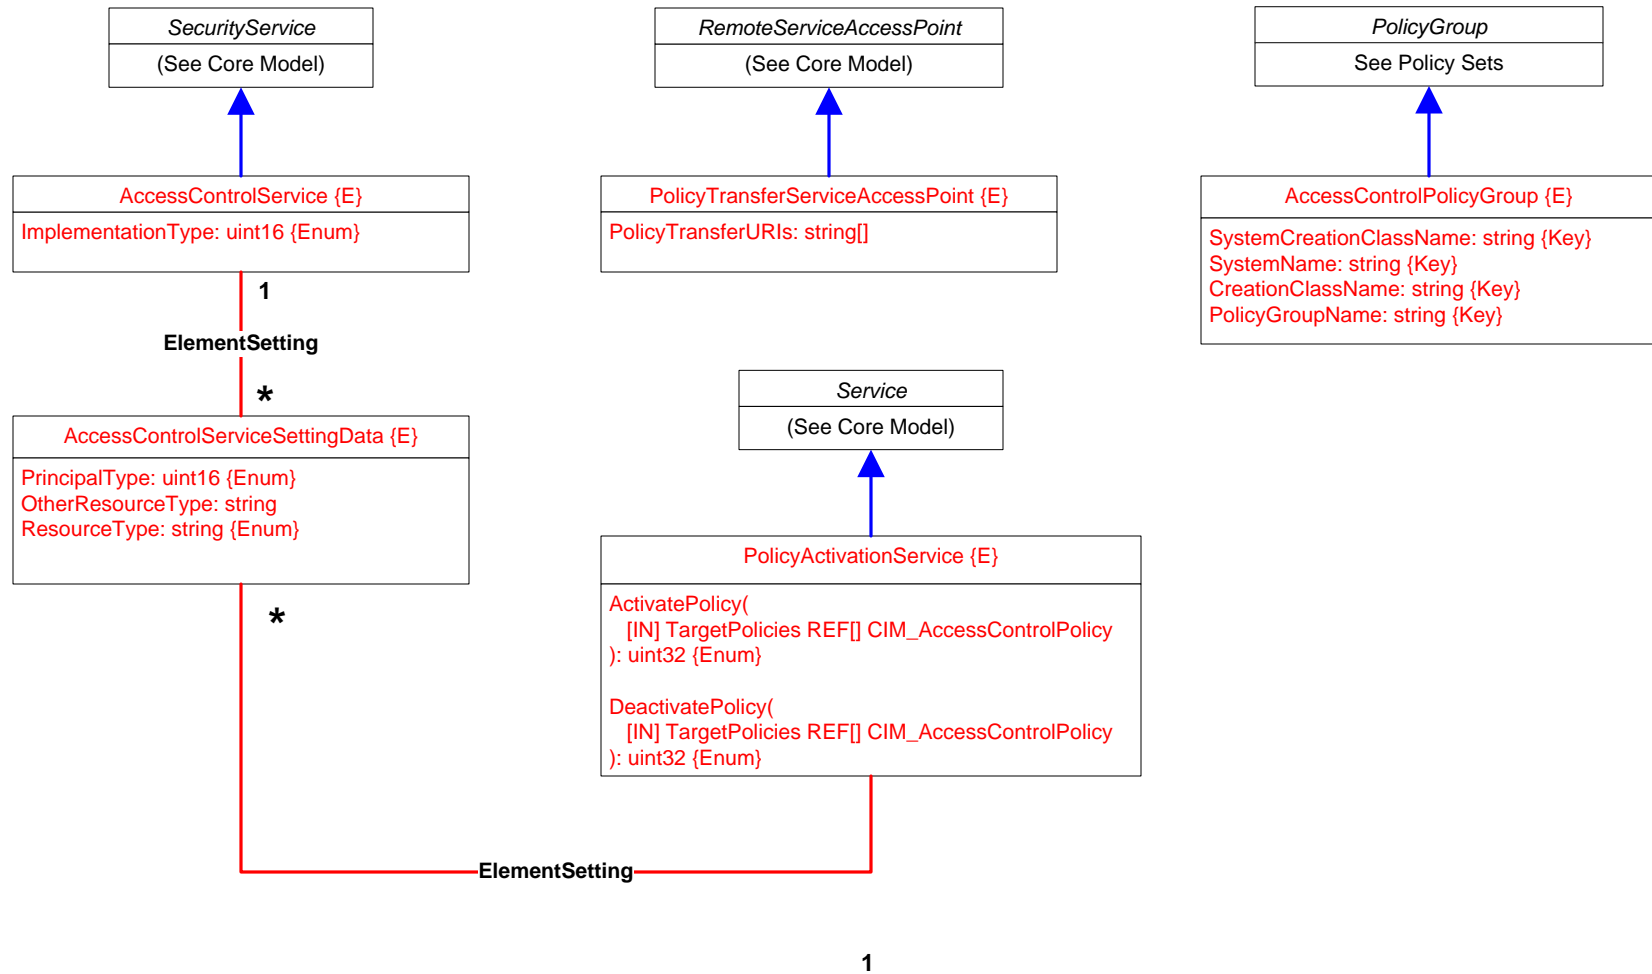 SecurityService
(See Core Model)
RemoteServiceAccessPoint
(See Core Model)
PolicyGroup
See Policy Sets
AccessControlService {E}
ImplementationType: uint16 {Enum}
PolicyTransferServiceAccessPoint {E}
PolicyTransferURIs: string[]
AccessControlPolicyGroup {E}
SystemCreationClassName: string {Key}
SystemName: string {Key}
CreationClassName: string {Key}
PolicyGroupName: string {Key}
1
ElementSetting
*
AccessControlServiceSettingData {E}
PrincipalType: uint16 {Enum}
OtherResourceType: string
ResourceType: string {Enum}
*
Service
(See Core Model)
PolicyActivationService {E}
ActivatePolicy(
[IN] TargetPolicies REF[] CIM_AccessControlPolicy
): uint32 {Enum}
DeactivatePolicy(
[IN] TargetPolicies REF[] CIM_AccessControlPolicy
): uint32 {Enum}
ElementSetting
1